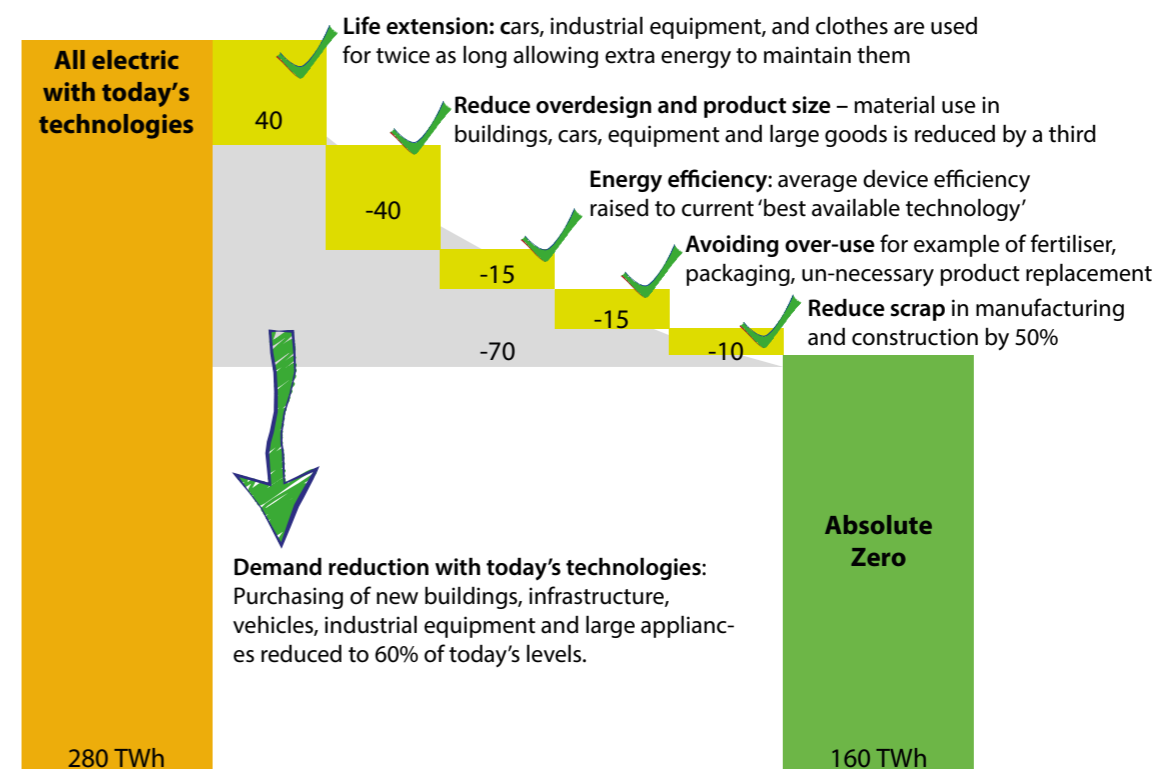 Life extension: cars, industrial equipment, and clothes are used
for twice as long allowing extra energy to maintain them
All electric
with today's
technologies
40
Reduce overdesign and product size – material use in
buildings, cars, equipment and large goods is reduced by a third
-40
Energy efficiency: average device efficiency
raised to current 'best available technology'
-15
Avoiding over-use for example of fertiliser,
packaging, un-necessary product replacement
-15
Reduce scrap in manufacturing
and construction by 50%
-10
-70
Absolute
Zero
Demand reduction with today's technologies:
Purchasing of new buildings, infrastructure,
vehicles, industrial equipment and large applianc-
es reduced to 60% of today's levels.
280 TWh
160 TWh